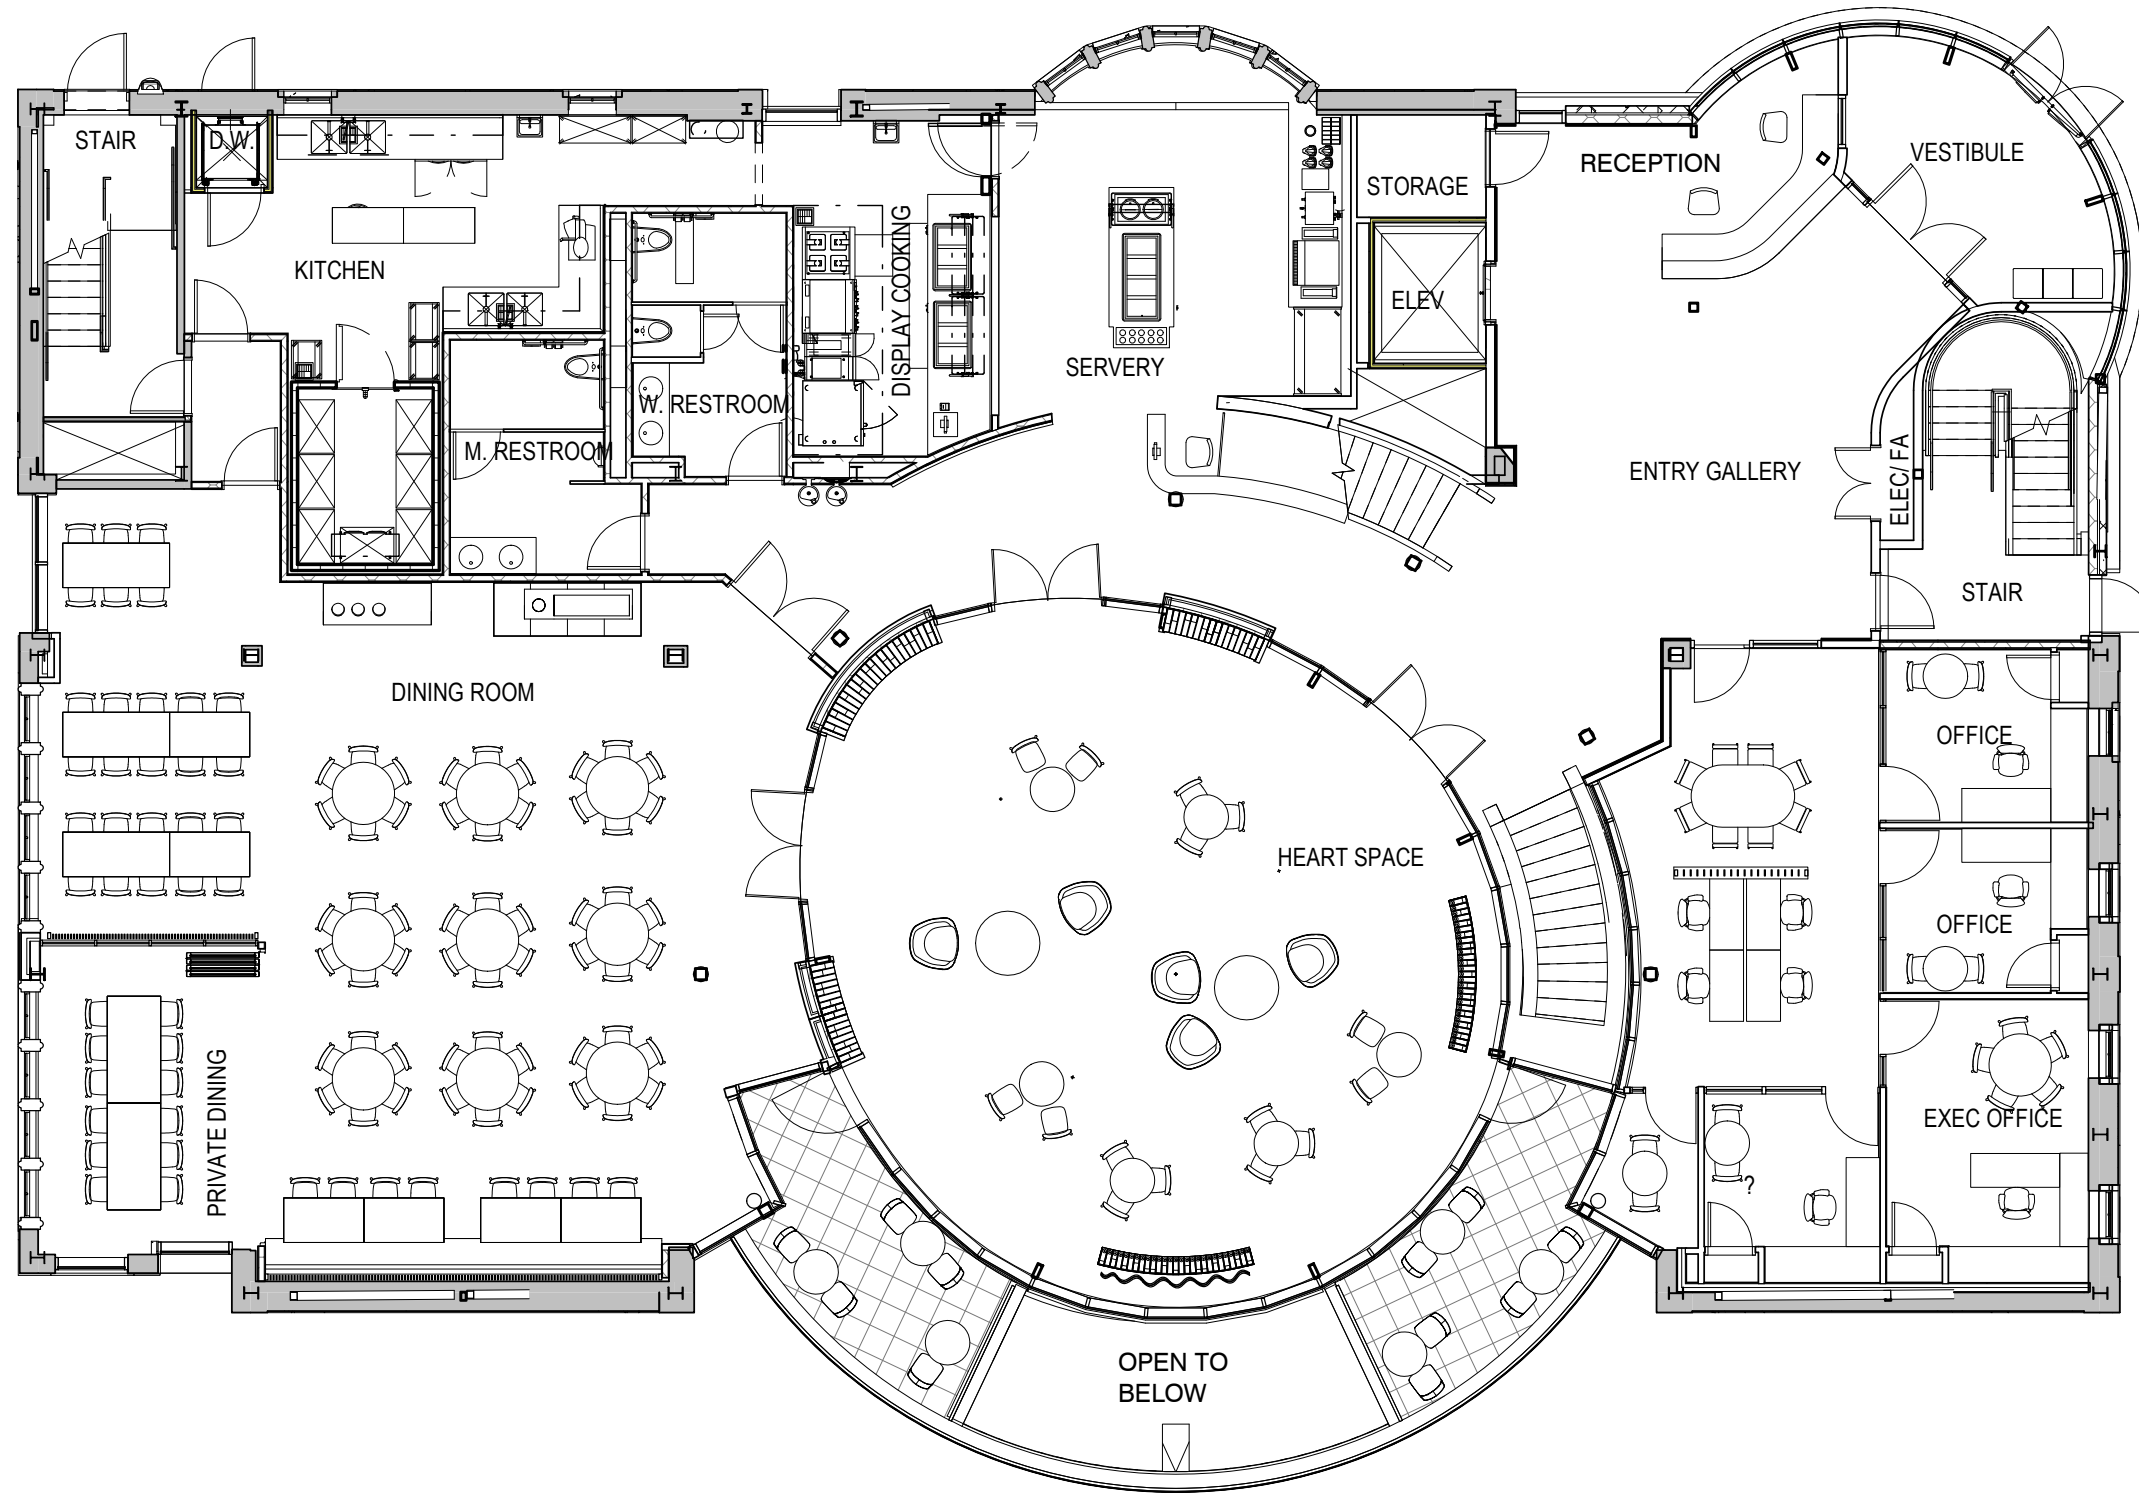 STAIR
D.W.
KITCHEN
DISPLAY COOKING
SERVERY
STORAGE
ELEV
RECEPTION
VESTIBULE
W. RESTROOM
M. RESTROOM
ENTRY GALLERY
ELEC/ FA
STAIR
DINING ROOM
OFFICE
HEART SPACE
OFFICE
PRIVATE DINING
EXEC OFFICE
?
OPEN TO
BELOW